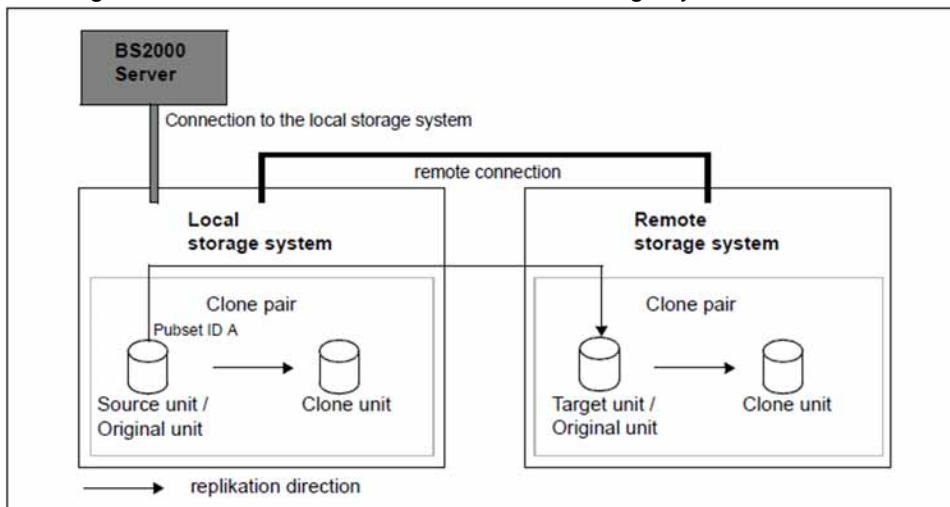 BS2000
Server
Connection to the local storage system
remote connection
Local
storage system
Remote
storage system
Clone pair
Pubset ID A
Source unit /
Original unit
Clone unit
Clone pair
Target unit /
Original unit
Clone unit
replikation direction